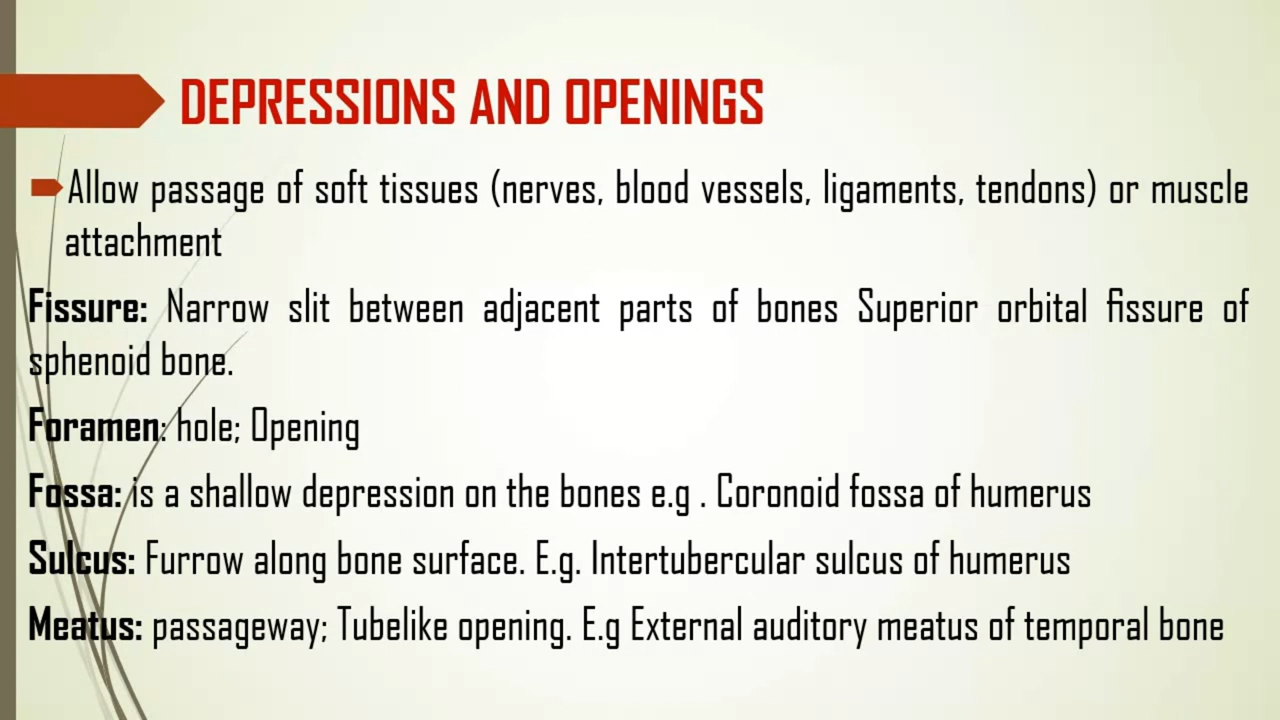 DEPRESSIONS AND OPENINGS
Allow passage of soft tissues (nerves, blood vessels, ligaments, tendons) or muscle
attachment
Fissure: Narrow slit between adjacent parts of bones Superior orbital fissure of
sphenoid bone.
Foramen: hole; Opening
Fossa: is a shallow depression on the bones e.g . Coronoid fossa of humerus
Sulcus: Furrow along bone surface. E.g. Intertubercular sulcus of humerus
Meatus: passageway; Tubelike opening. E.g External auditory meatus of temporal bone